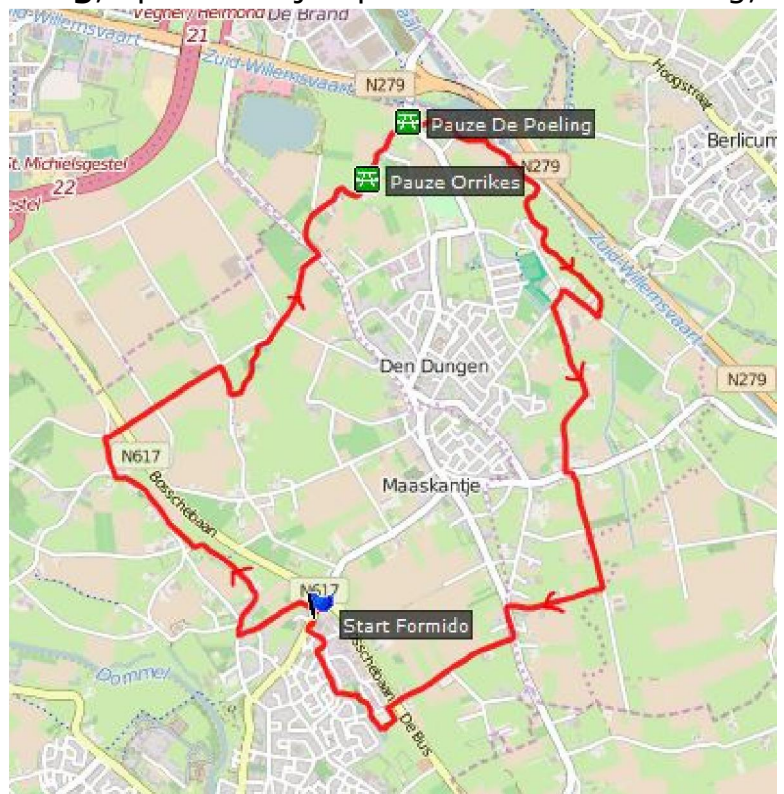 Veghel / Helmond
De Brand
21
Zuid-Willemsvaart
N279
Hoogstraat
Pauze De Poeling
Berlicum
St. Michielsgestel
22
N279
Pauze Orrikes
Zuid-Willemsvaart
Den Dungen
N279
N617
Bosschebaan
Maaskantje
N617
Start Formido
Dommel
Bosschebaan
De Bus